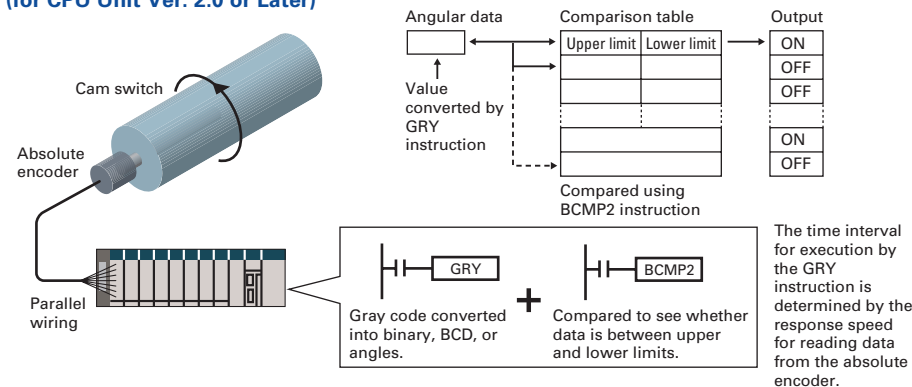 (for CPU Unit Ver. 2.0 or Later)
Angular data
Comparison table
Output
Upper limit
Lower limit
ON
OFF
OFF
ON
OFF
Value
converted by
GRY
instruction
Compared using
BCMP2 instruction
Cam switch
Absolute
encoder
Parallel
wiring
GRY
Gray code converted
into binary, BCD, or
angles.
+
BCMP2
Compared to see whether
data is between upper
and lower limits.
The time interval
for execution by
the GRY
instruction is
determined by the
response speed
for reading data
from the absolute
encoder.